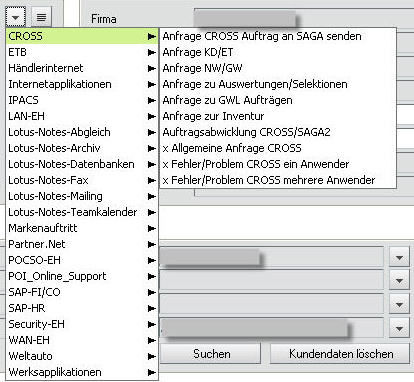 Firma
CROSS
ETB
Händlerinternet
Internetapplikationen
IPACS
LAN-EH
Lotus-Notes-Abgleich
Lotus-Notes-Archiv
Lotus-Notes-Datenbanken
Lotus-Notes-Fax
Lotus-Notes-Mailing
Lotus-Notes-Teamkalender
Markenauftritt
Partner.Net
POCSO-EH
POI_Online_Support
SAP-FI/CO
SAP-HR
Security-EH
WAN-EH
Weltauto
Werksapplikationen
Anfrage CROSS Auftrag an SAGA senden
Anfrage KD/ET
Anfrage NW/GW
Anfrage zu Auswertungen/Selektionen
Anfrage zu GWL Aufträgen
Anfrage zur Inventur
Auftragsabwicklung CROSS/SAGA2
x Allgemeine Anfrage CROSS
x Fehler/Problem CROSS ein Anwender
x Fehler/Problem CROSS mehrere Anwender
Suchen
Kundendaten löschen